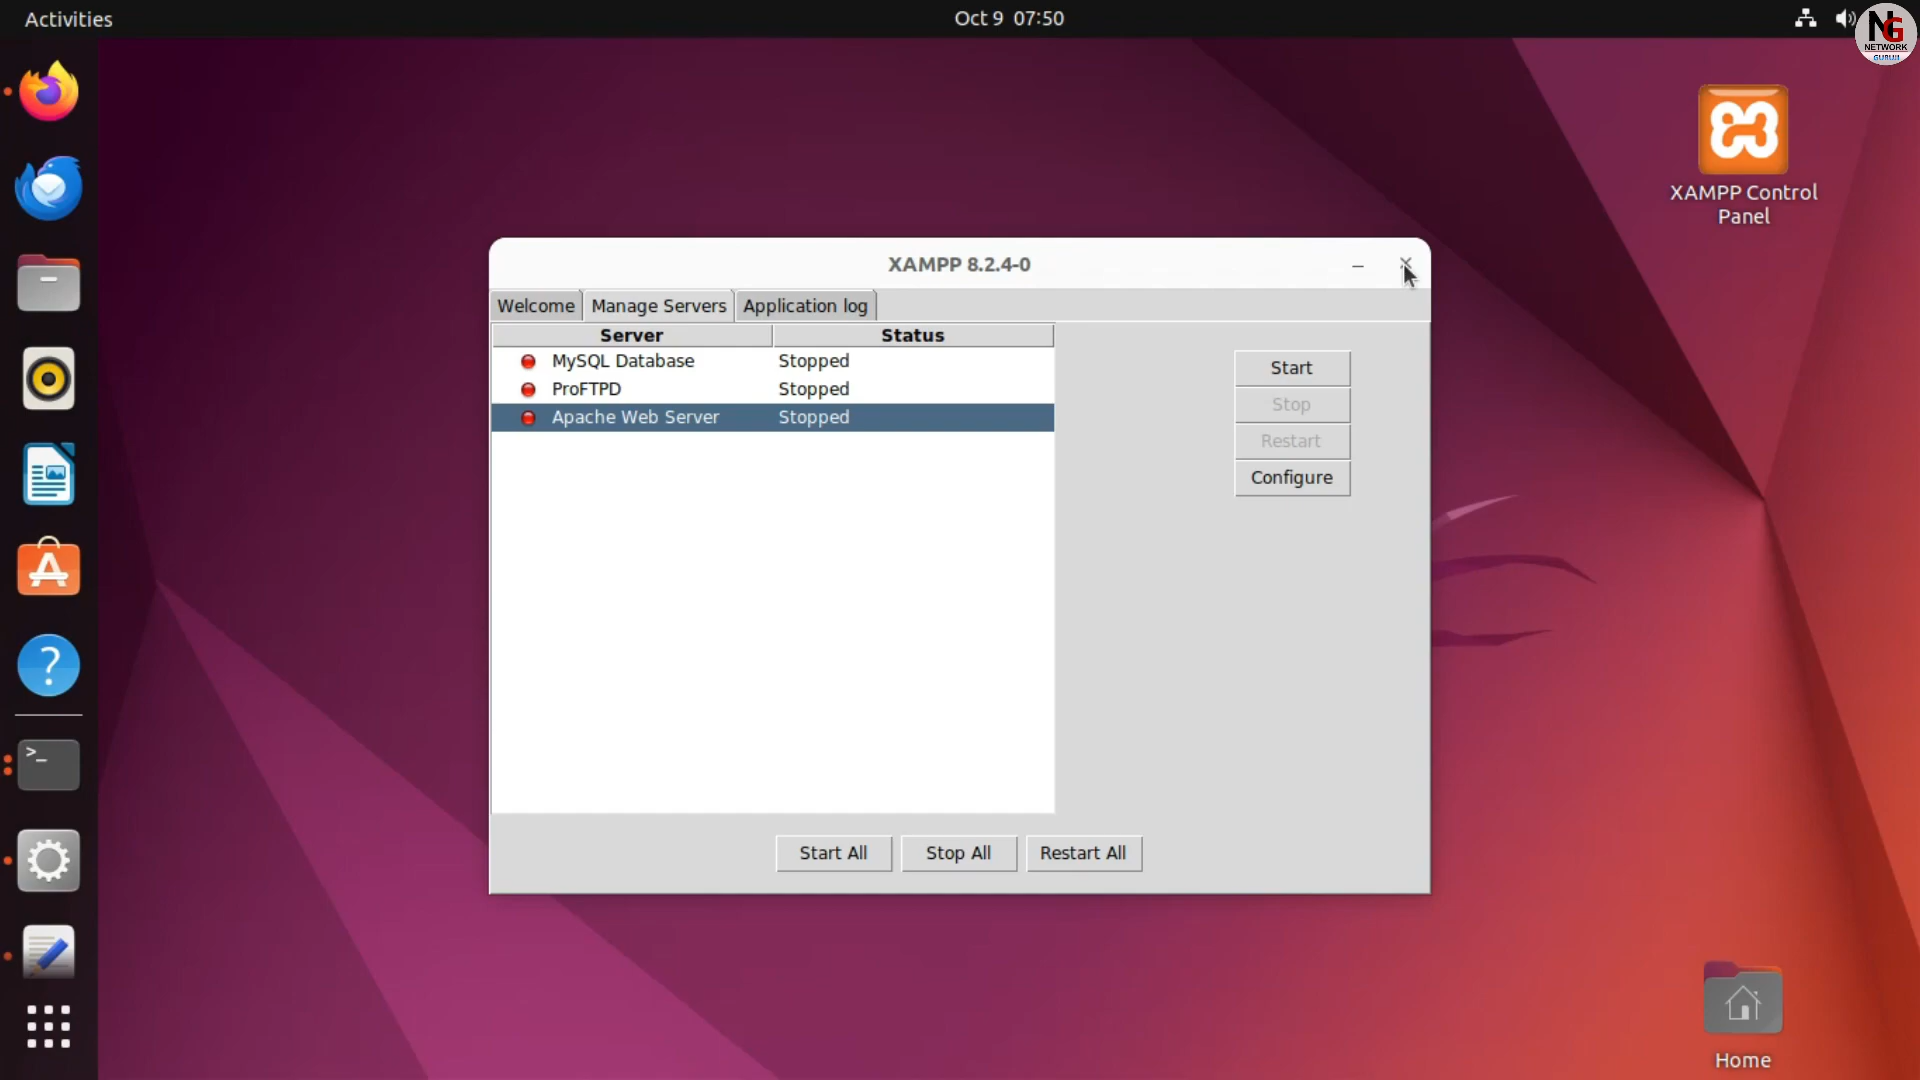 Activities
Oct 9 07:50
NG
NETWORK
GURUJI
XAMPP Control
Panel
XAMPP 8.2.4-0
Welcome
Manage Servers
Application log
Server
Status
MySQL Database
Stopped
ProFTPD
Stopped
Apache Web Server
Stopped
Start
Stop
Restart
Configure
Start All
Stop All
Restart All
Home